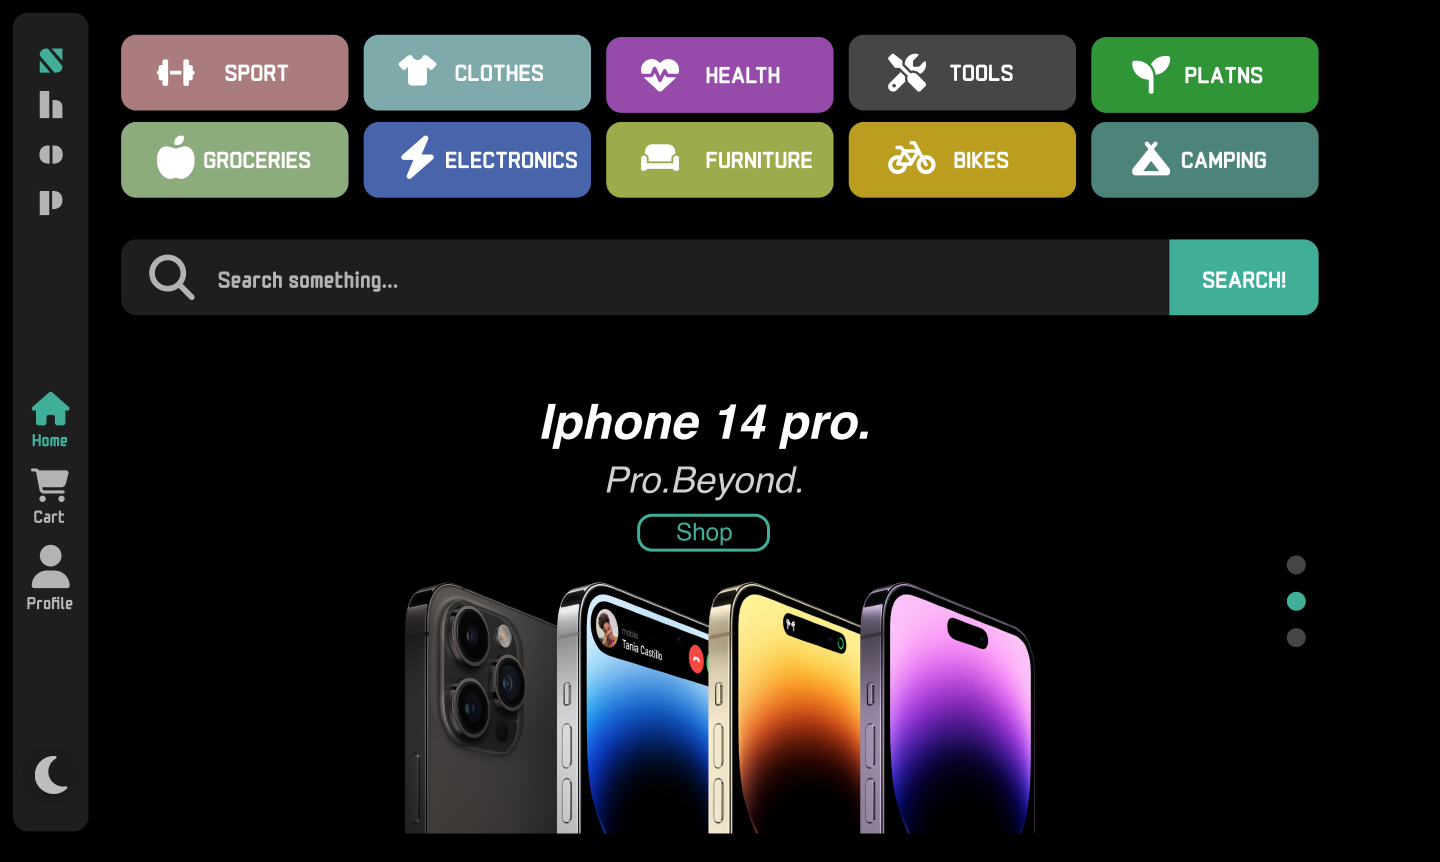 S
h
o
p
Home
Cart
Profile
SPORT
CLOTHES
HEALTH
TOOLS
PLATNS
GROCERIES
ELECTRONICS
FURNITURE
BIKES
CAMPING
Search something...
SEARCH!
Iphone 14 pro.
Pro.Beyond.
Shop
mobile
Tania Castillo